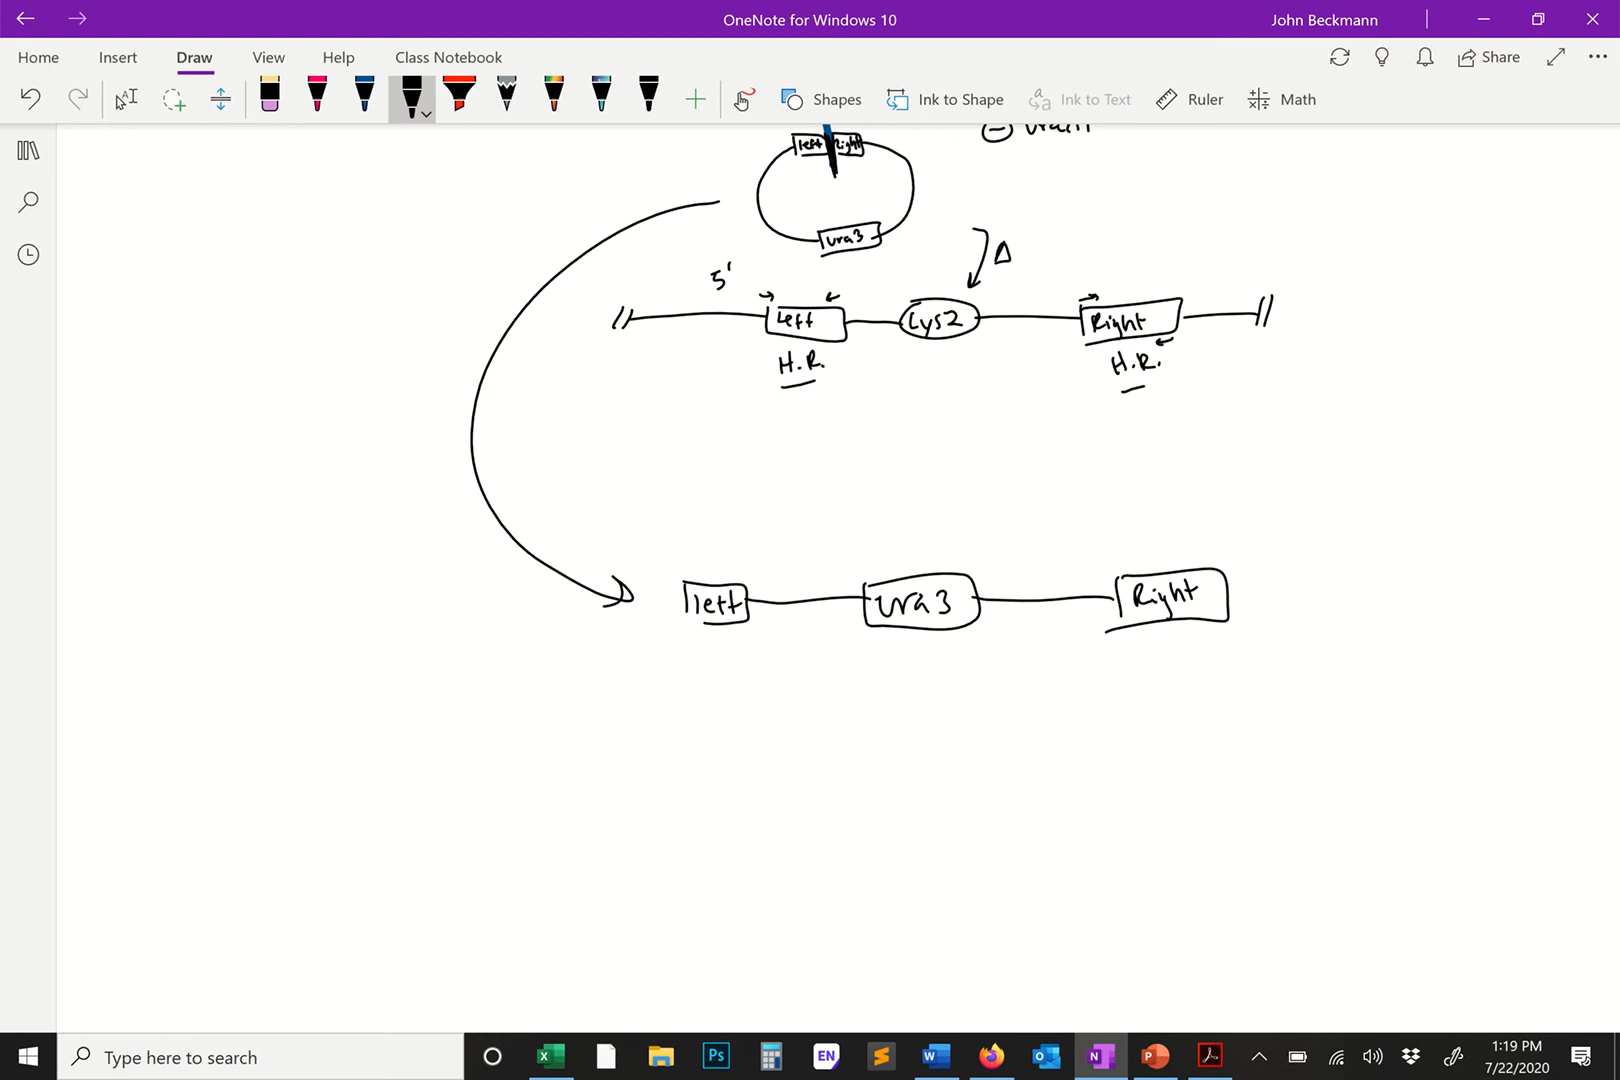 OneNote for Windows 10
John Beckmann
Home Insert Draw View Help Class Notebook
Share
Shapes Ink to Shape Ink to Text Ruler Math
left Right
ura3
Δ
5'
Left Lys2 Right
H.R. H.R.
left ura3 Right
Type here to search
EN
1:19 PM
7/22/2020